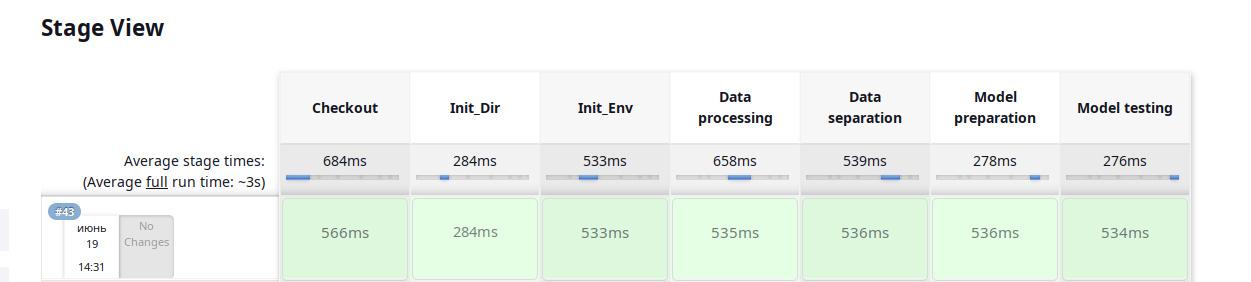 Stage View
Checkout
Init_Dir
Init_Env
Data
processing
Data
separation
Model
preparation
Model testing
Average stage times:
(Average full run time: ~3s)
684ms
284ms
533ms
658ms
539ms
278ms
276ms
#43
июнь
19
14:31
No
Changes
566ms
284ms
533ms
535ms
536ms
536ms
534ms